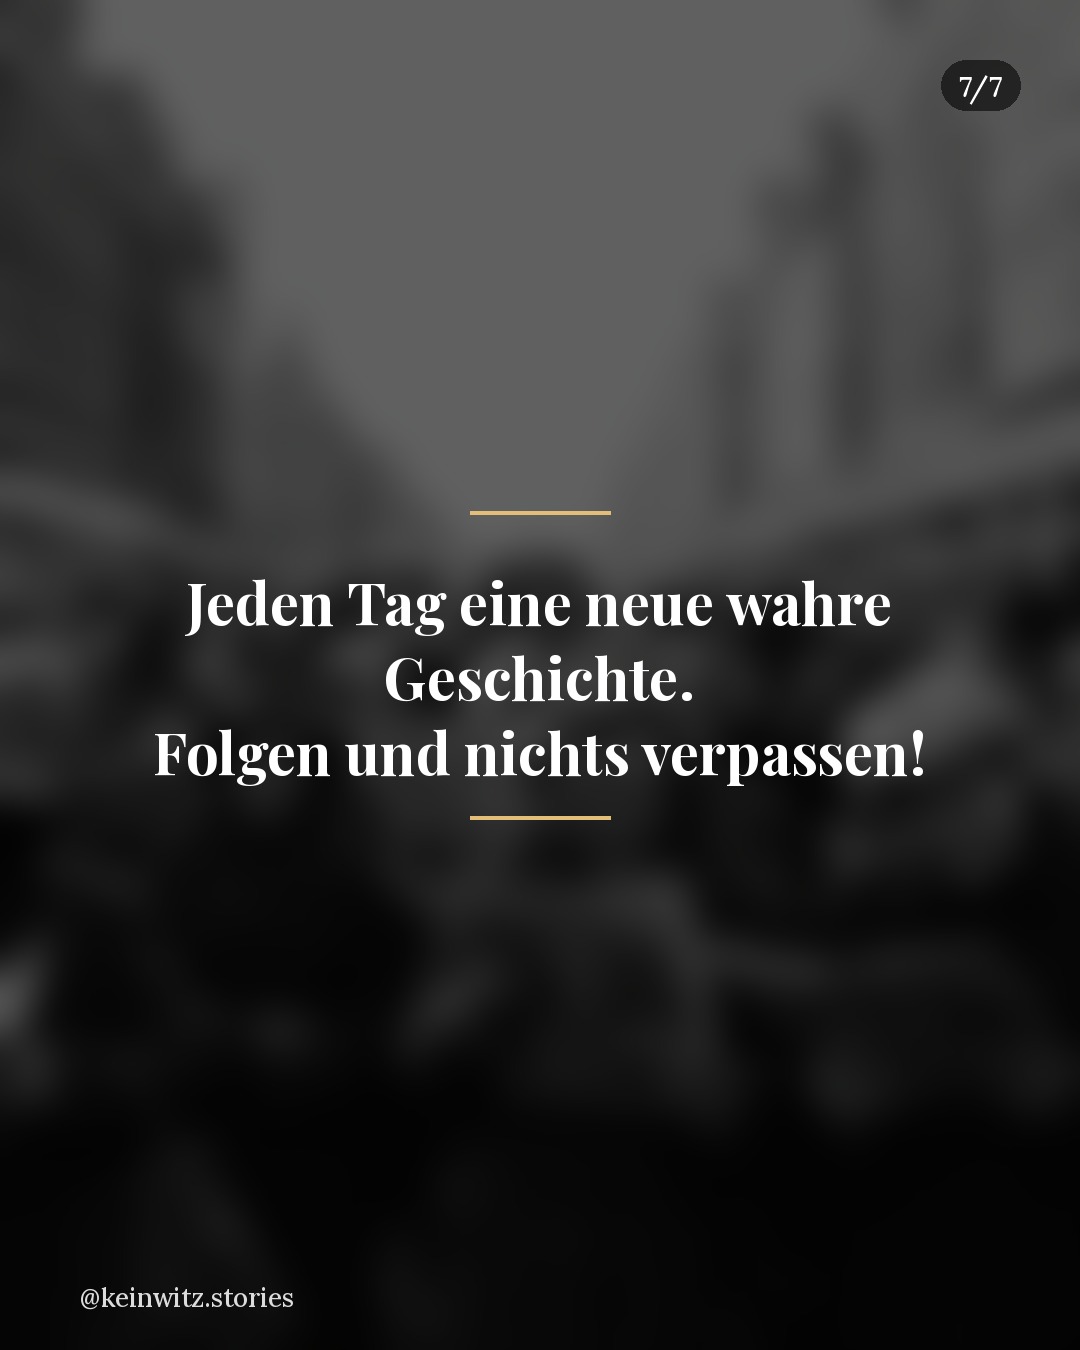 7/7
Jeden Tag eine neue wahre
Geschichte.
Folgen und nichts verpassen!
@keinwitz.stories